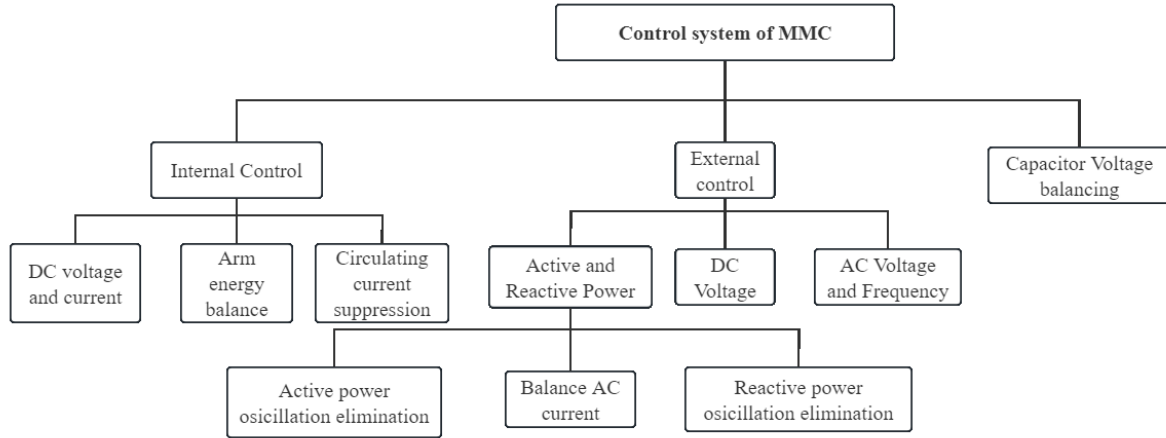 Control system of MMC
Internal Control
External
control
Capacitor Voltage
balancing
DC voltage
and current
Arm
energy
balance
Circulating
current
suppression
Active and
Reactive Power
DC
Voltage
AC Voltage
and Frequency
Active power
osicillation elimination
Balance AC
current
Reactive power
osicillation elimination